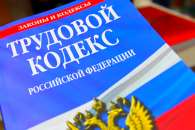 ЗАКОНЫ И КОДЕКСЫ
ТРУДОВОЙ
КОДЕКС
РОССИЙСКОЙ ФЕДЕРАЦИИ